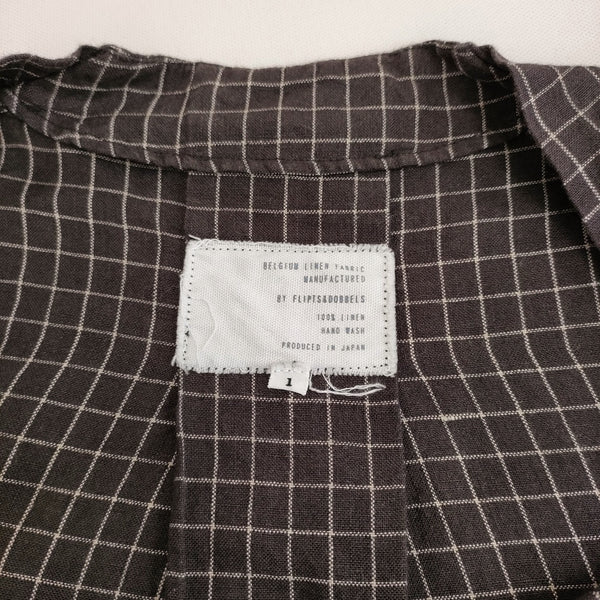 BELGIUM LINEN FABRIC
MANUFACTURED
BY FLIPTS&DOBBELS
100% LINEN
HAND WASH
PRODUCED IN JAPAN
1